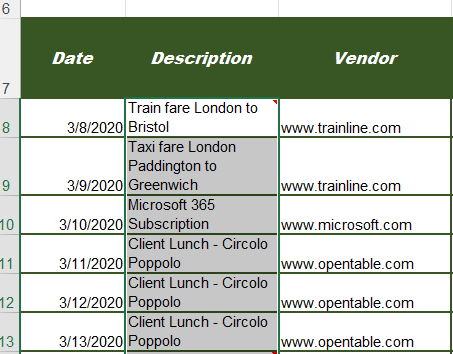 6
7 Date Description Vendor
Train fare London to
8 3/8/2020 Bristol www.trainline.com
Taxi fare London
Paddington to
9 3/9/2020 Greenwich www.trainline.com
Microsoft 365
10 3/10/2020 Subscription www.microsoft.com
Client Lunch - Circolo
11 3/11/2020 Poppolo www.opentable.com
Client Lunch - Circolo
12 3/12/2020 Poppolo www.opentable.com
Client Lunch - Circolo
13 3/13/2020 Poppolo www.opentable.com